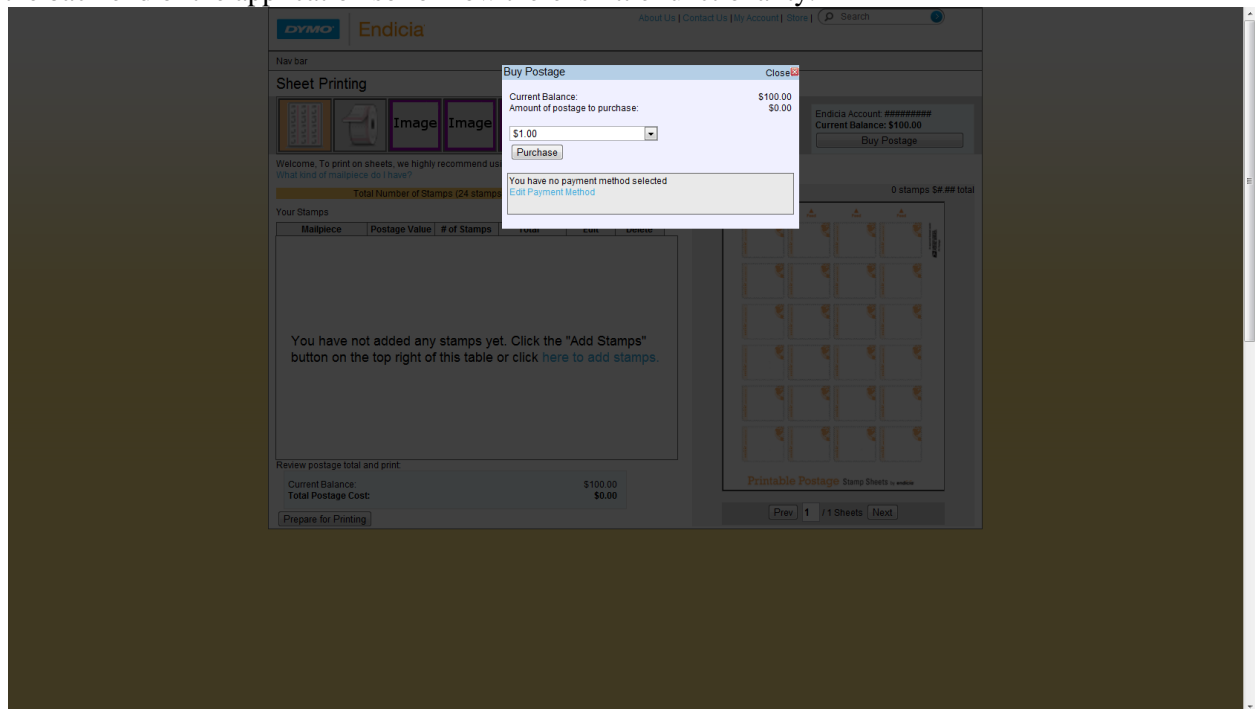 About Us | Contact Us | My Account | Store | Search
DYMO Endicia
Nav bar
Sheet Printing
Buy Postage Close
Current Balance: $100.00
Amount of postage to purchase: $0.00
$1.00
Purchase
You have no payment method selected
Edit Payment Method
Image Image
Endicia Account: #########
Current Balance: $100.00
Buy Postage
Welcome, To print on sheets, we highly recommend
What kind of mailpiece do I have?
Total Number of Stamps (24 stamps
0 stamps $#.## total
Your Stamps
Mailpiece Postage Value # of Stamps Total Edit Delete
You have not added any stamps yet. Click the "Add Stamps"
button on the top right of this table or click here to add stamps.
Review postage total and print
Current Balance: $100.00
Total Postage Cost: $0.00
Prepare for Printing
Printable Postage Stamp Sheets by endicia
Prev 1 / 1 Sheets Next